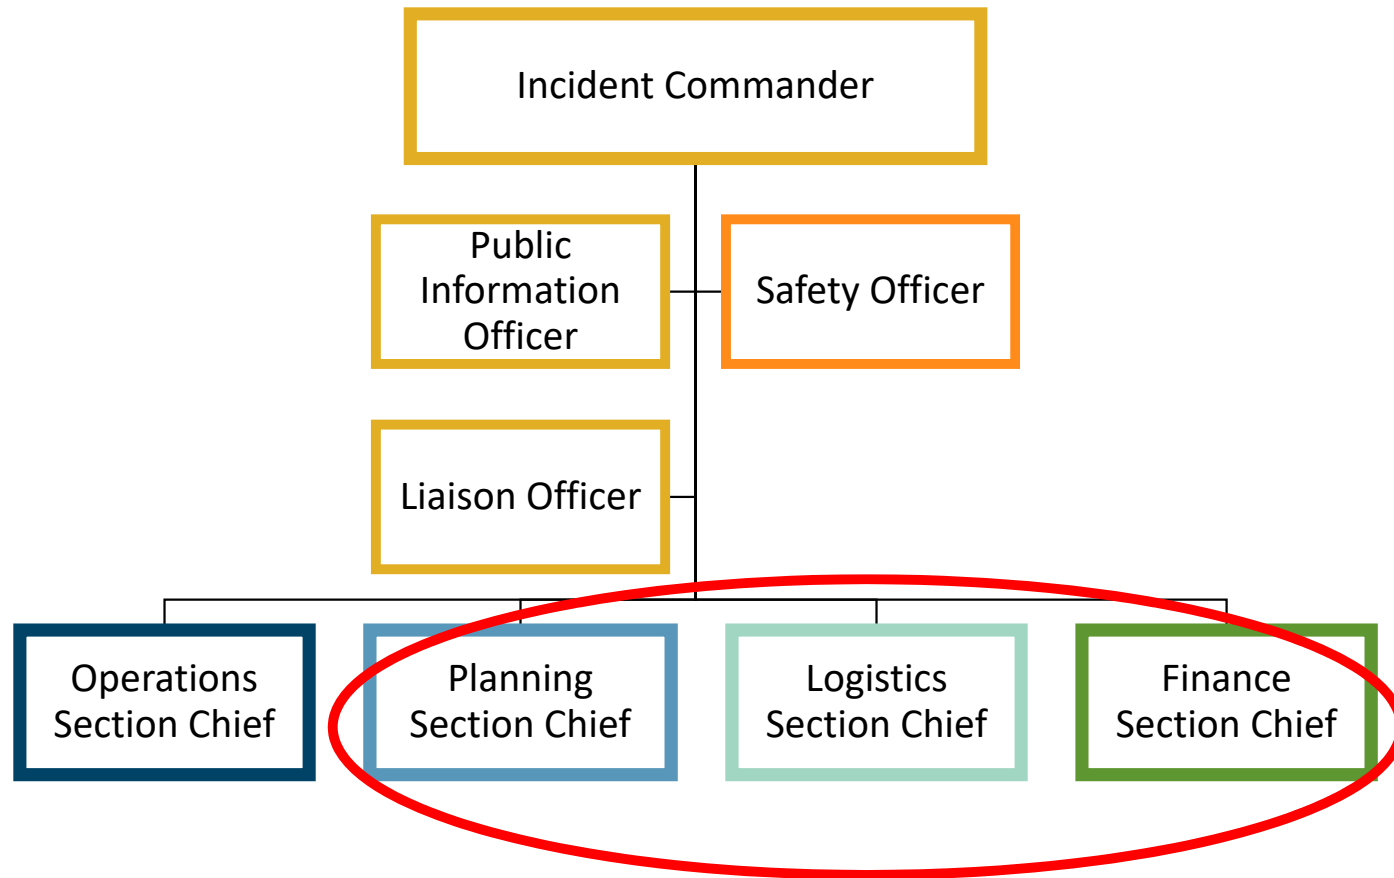 Incident Commander
Public
Information
Officer
Safety Officer
Liaison Officer
Operations
Section Chief
Planning
Section Chief
Logistics
Section Chief
Finance
Section Chief